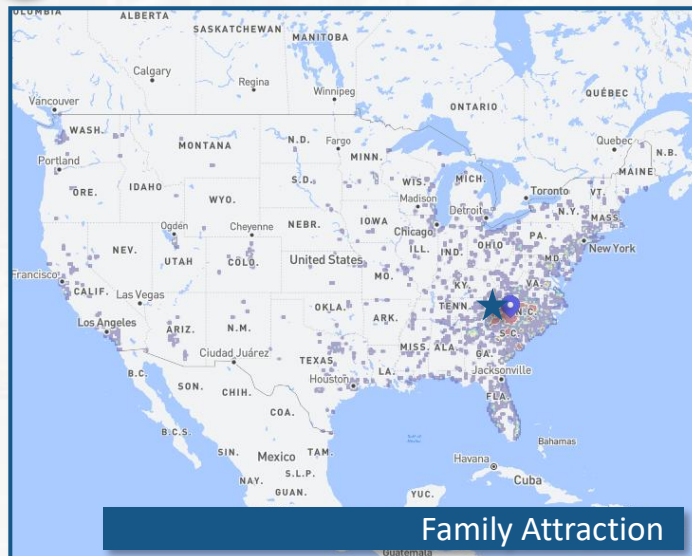 OLUMBIA
ALBERTA
SASKATCHEWAN
MANITOBA
Calgary
Regina
Winnipeg
ONTARIO
QUÉBEC
Vancouver
WASH.
Portland
MONTANA
N.D.
Fargo
MINN.
Quebec
N.B.
MAINE
ORE.
IDAHO
WYO.
S.D.
WIS.
Madison
MICH.
Toronto
VT.
N.Y.
MASS.
Detroit
Ogden
Cheyenne
NEBR.
IOWA
Chicago
ILL.
IND.
OHIO
PA.
New York
NEV.
UTAH
COLO.
United States
MO.
MD.
Francisco
CALIF.
Las Vegas
KY.
VA.
Los Angeles
ARIZ.
N.M.
OKLA.
ARK.
TENN.
N.C.
S.C.
MISS.
ALA.
GA.
Ciudad Juárez
TEXAS
LA.
Jacksonville
B.C.
SON.
CHIH.
Houston
FLA.
COA.
B.C.S.
Bahamas
SIN.
Mexico
TAM.
Havana
Cuba
NAY.
S.L.P.
GUAN.
YUC.
Family Attraction
Guatemala